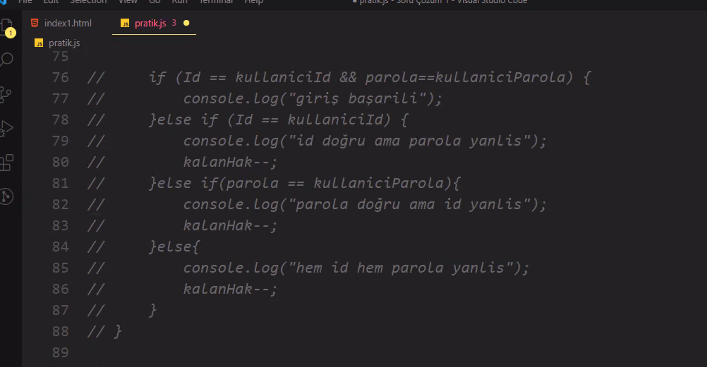 File Edit Selection View Go Run Terminal Help pratik.js - Soru Çözüm 1 - Visual Studio Code
index1.html pratik.js 3
1
JS pratik.js
75
76 //     if (Id == kullaniciId && parola==kullaniciParola) {
77 //         console.log("giriş başarili");
78 //     }else if (Id == kullaniciId) {
79 //         console.log("id doğru ama parola yanlis");
80 //         kalanHak--;
81 //     }else if(parola == kullaniciParola){
82 //         console.log("parola doğru ama id yanlis");
83 //         kalanHak--;
84 //     }else{
85 //         console.log("hem id hem parola yanlis");
86 //         kalanHak--;
87 //     }
88 // }
89